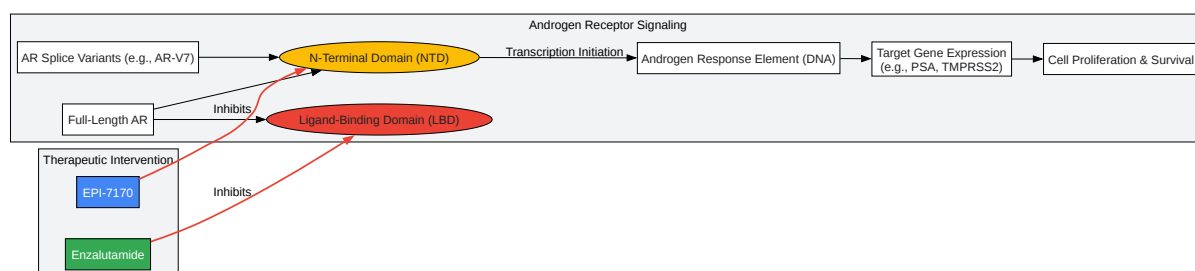 Androgen Receptor Signaling
AR Splice Variants (e.g., AR-V7)
N-Terminal Domain (NTD)
Transcription Initiation
Androgen Response Element (DNA)
Target Gene Expression
(e.g., PSA, TMPRSS2)
Cell Proliferation & Survival
Full-Length AR
Inhibits
Ligand-Binding Domain (LBD)
Therapeutic Intervention
EPI-7170
Inhibits
Enzalutamide